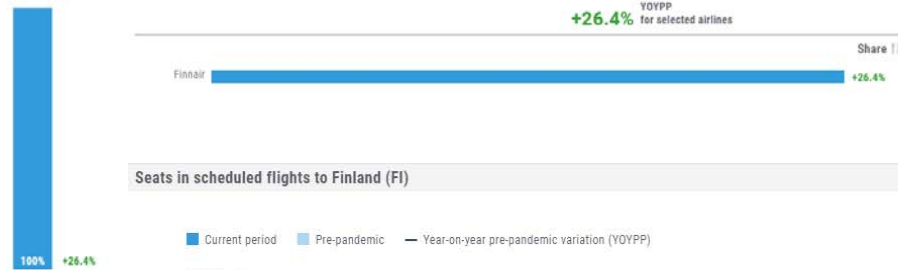 YOYPP
+26.4% for selected airlines
Share
Finnair +26.4%
Seats in scheduled flights to Finland (FI)
Current period Pre-pandemic Year-on-year pre-pandemic variation (YOYPP)
100% +26.4%